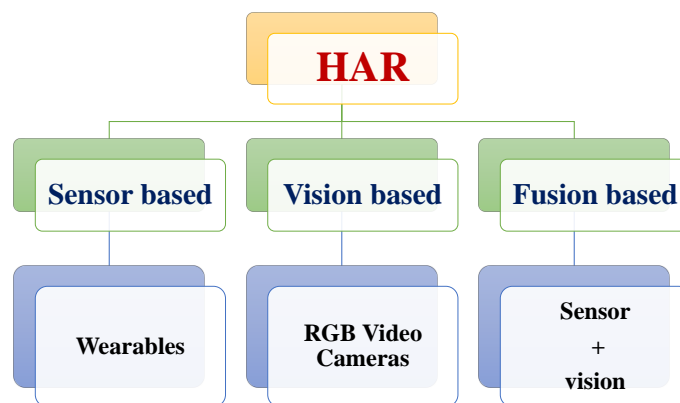 HAR
Sensor based
Vision based
Fusion based
Wearables
RGB Video
Cameras
Sensor
+
vision